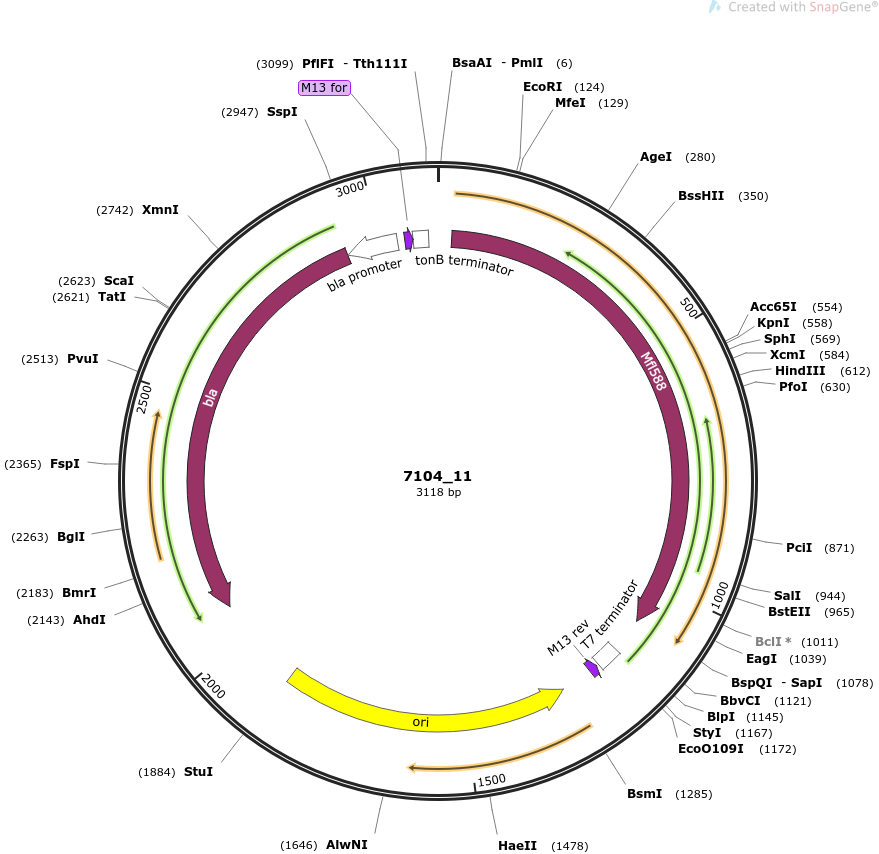 Created with SnapGene®
(3099) PflFI - Tth111I
BsaAI - PmlI (6)
M13 for
EcoRI (124)
MfeI (129)
(2947) SspI
AgeI (280)
BssHII (350)
(2742) XmnI
3000
(2623) ScaI
(2621) TatI
bla promoter
tonB terminator
500
Acc65I (554)
KpnI (558)
SphI (569)
XcmI (584)
HindIII (612)
PfoI (630)
(2513) PvuI
2500
bla
Mfl588
(2365) FspI
7104_11
3118 bp
(2263) BglI
PciI (871)
(2183) BmrI
(2143) AhdI
SalI (944)
BstEII (965)
1000
BclI * (1011)
EagI (1039)
M13 rev
T7 terminator
BspQI - SapI (1078)
BbvCI (1121)
BlpI (1145)
StyI (1167)
EcoO109I (1172)
2000
ori
(1884) StuI
1500
BsmI (1285)
(1646) AlwNI
HaeII (1478)